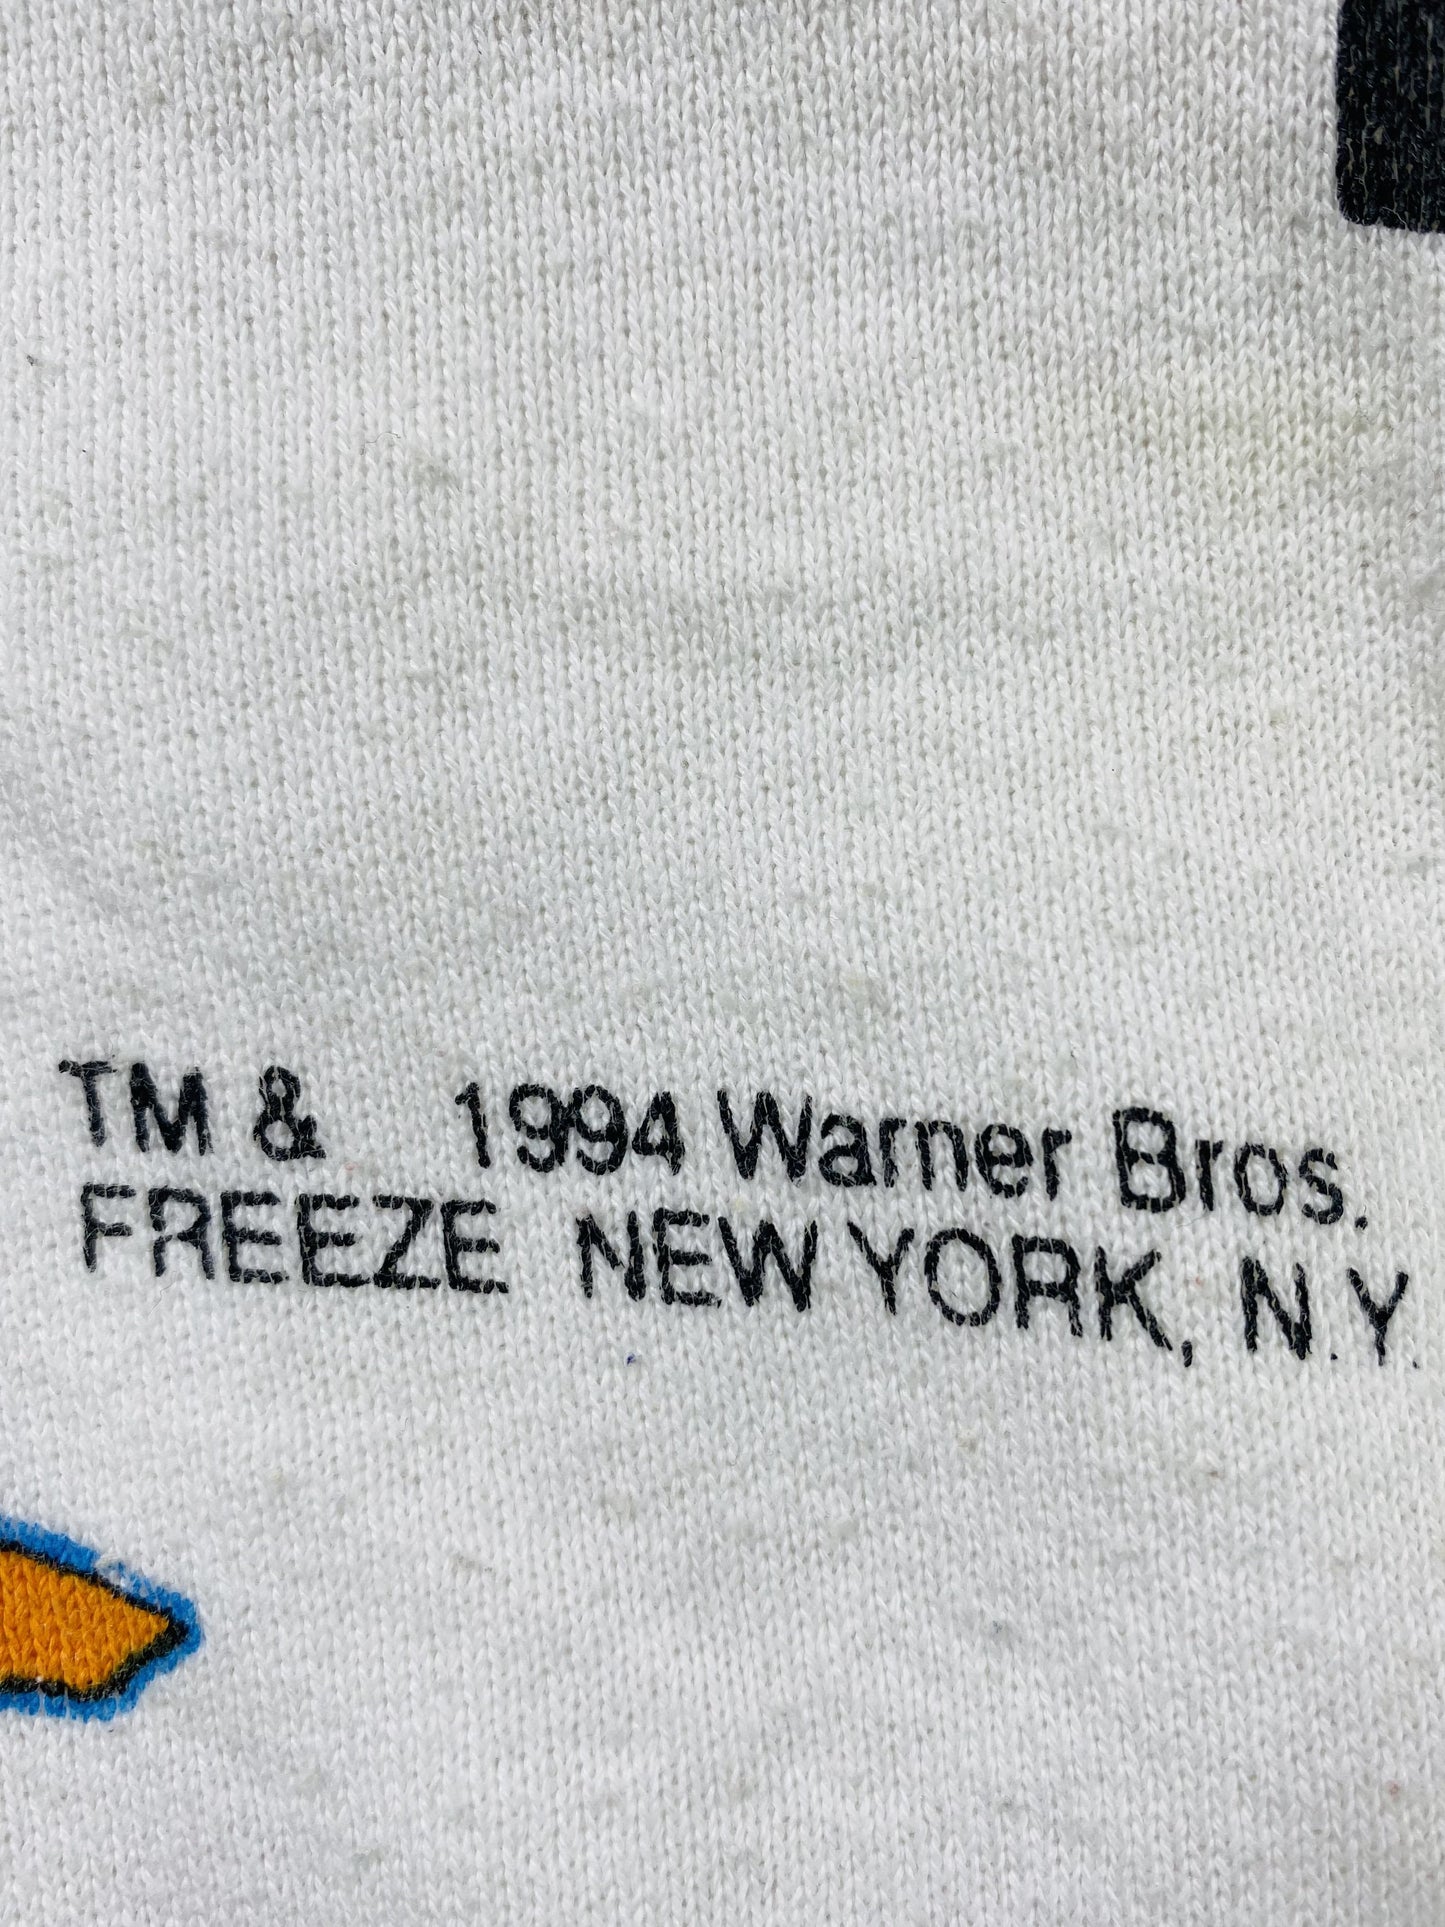 TM & 1994 Warner Bros.
FREEZE NEW YORK, N.Y.